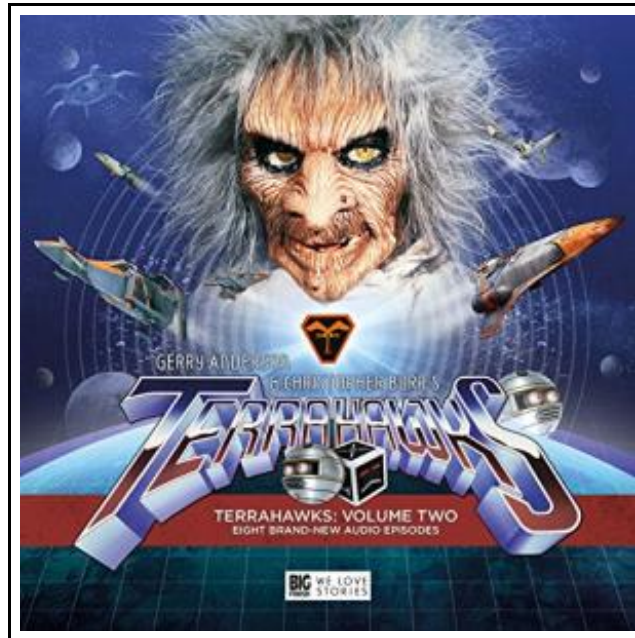 GERRY ANDERSON
& CHRISTOPHER BURR'S
TERRAHAWKS
TERRAHAWKS: VOLUME TWO
EIGHT BRAND-NEW AUDIO EPISODES
BIG
FINISH
WE LOVE
STORIES